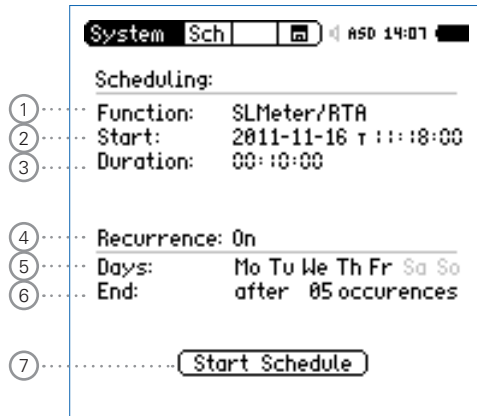 System Sch ASD 14:07
Scheduling:
1 Function: SLMeter/RTA
2 Start: 2011-11-16 T 11:18:00
3 Duration: 00:10:00
4 Recurrence: On
5 Days: Mo Tu We Th Fr Sa So
6 End: after 05 occurences
7 Start Schedule